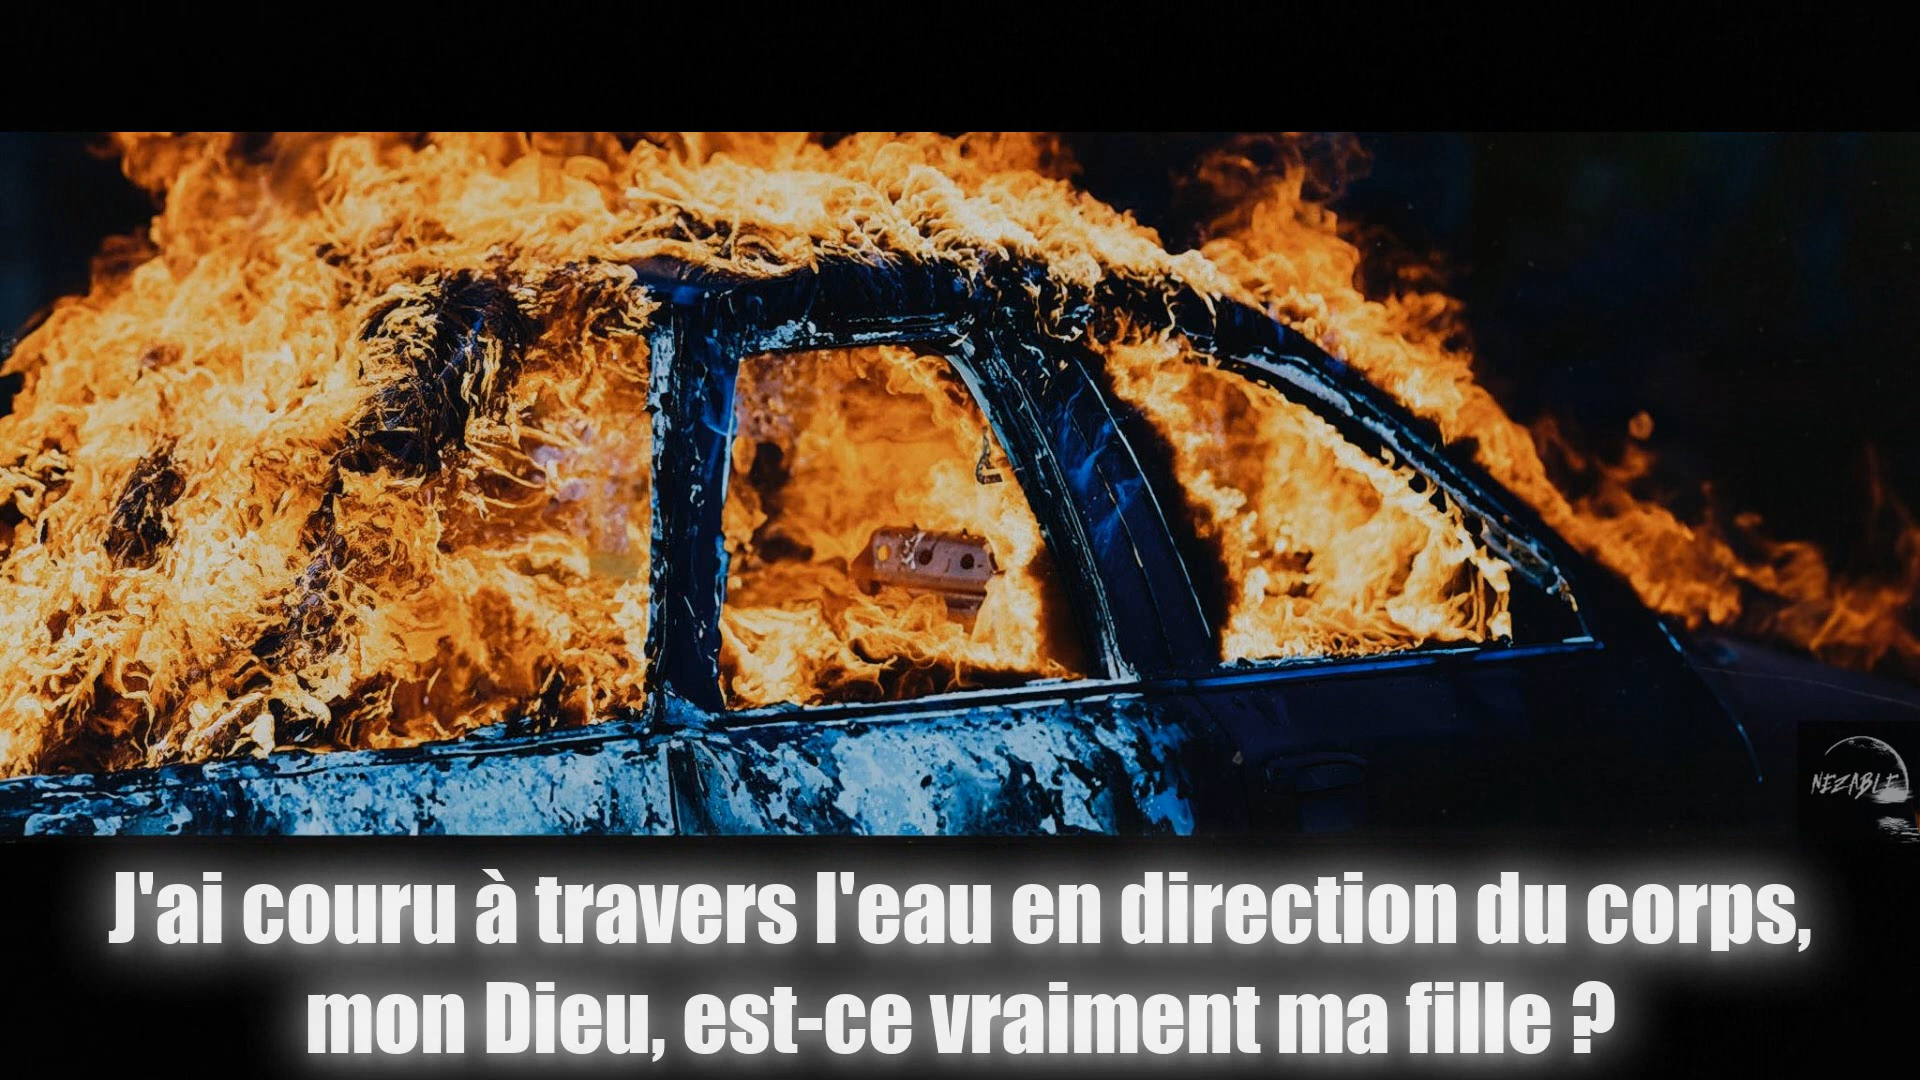 NEZABLE
J'ai couru à travers l'eau en direction du corps,
mon Dieu, est-ce vraiment ma fille ?